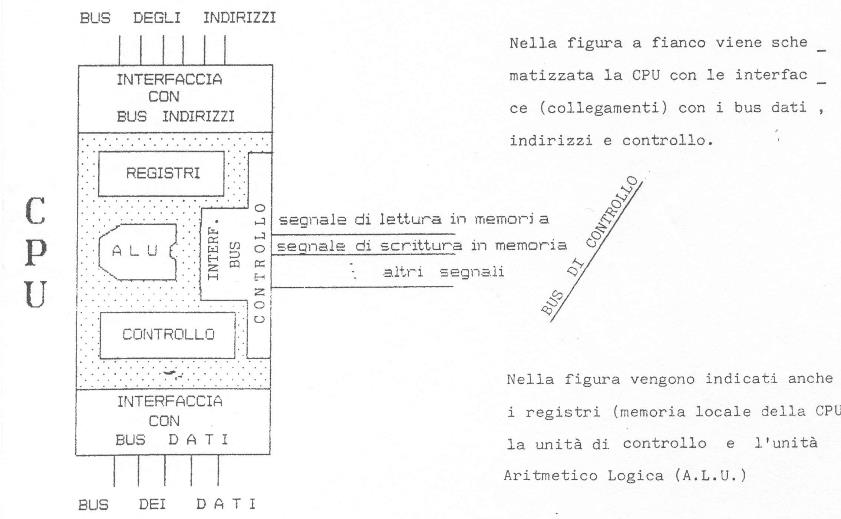 BUS DEGLI INDIRIZZI
INTERFACCIA
CON
BUS INDIRIZZI
REGISTRI
CPU
ALU
INTERF.
BUS
CONTROLLO
segnale di lettura in memoria
segnale di scrittura in memoria
altri segnali
BUS DI CONTROLLO
CONTROLLO
INTERFACCIA
CON
BUS DATI
BUS DEI DATI
Nella figura a fianco viene sche _
matizzata la CPU con le interfac _
ce (collegamenti) con i bus dati ,
indirizzi e controllo.
Nella figura vengono indicati anche
i registri (memoria locale della CPU
la unità di controllo e l'unità
Aritmetico Logica (A.L.U.)